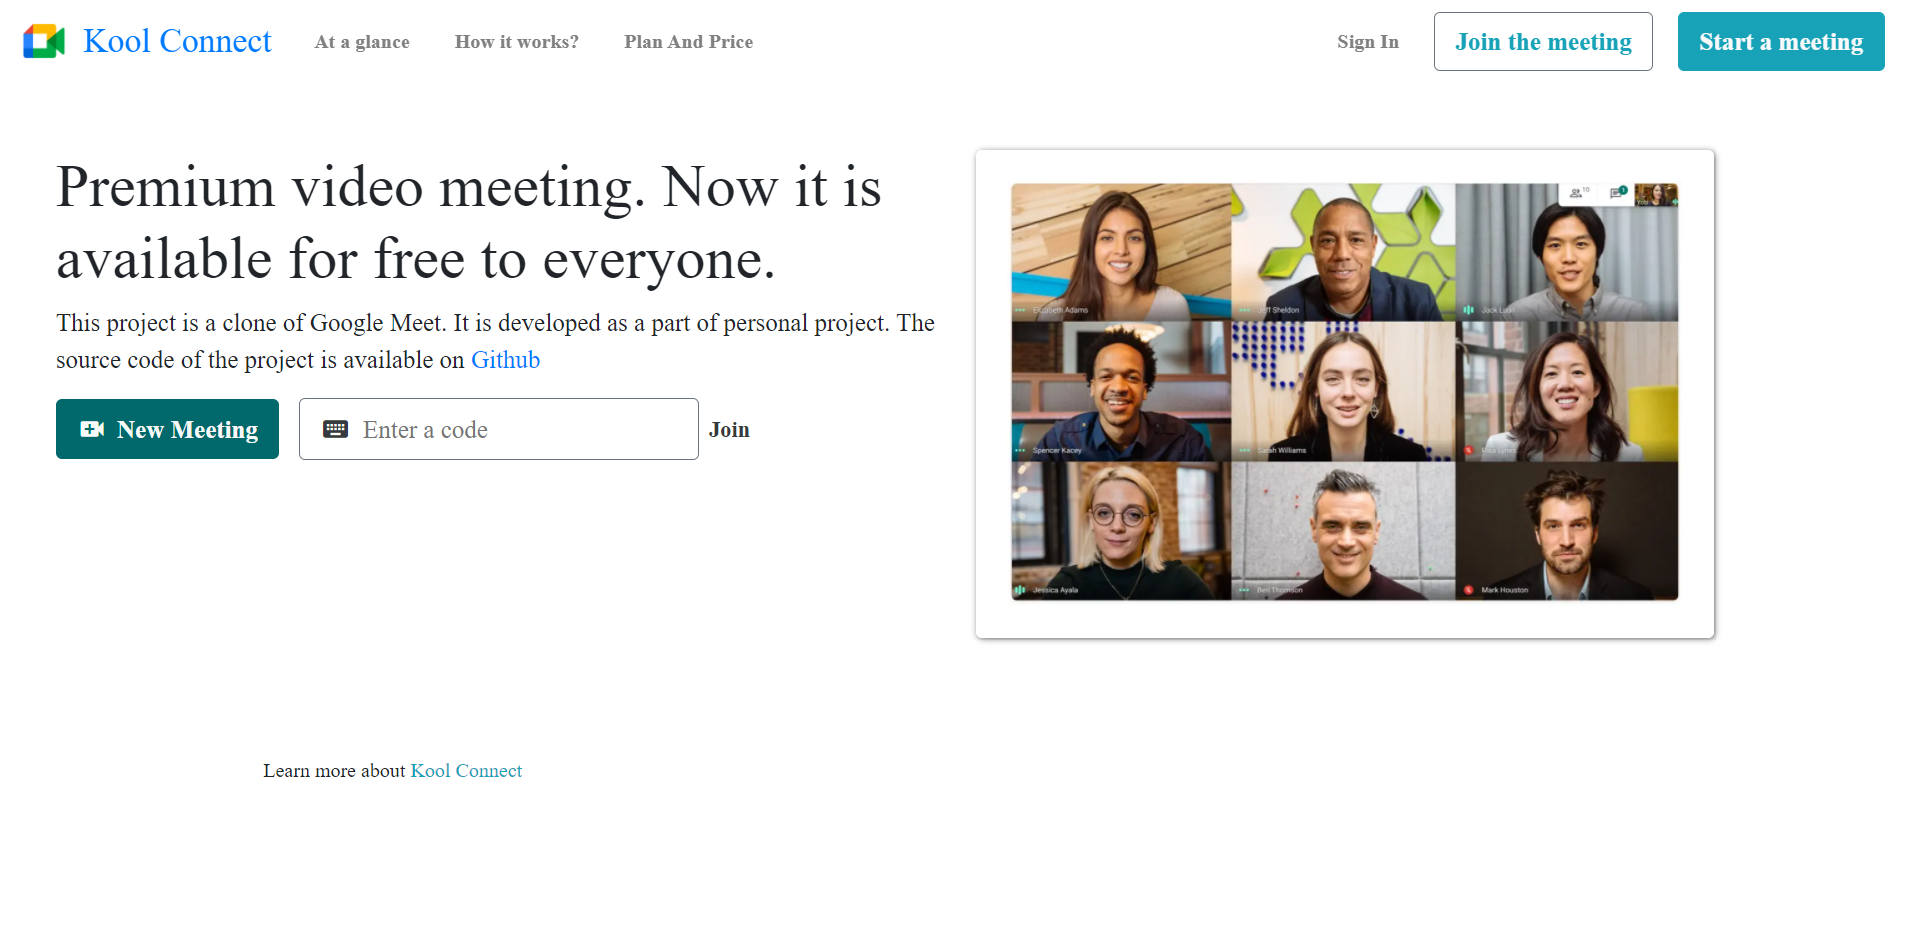 Kool Connect
At a glance
How it works?
Plan And Price
Sign In
Join the meeting
Start a meeting
Premium video meeting. Now it is
available for free to everyone.
This project is a clone of Google Meet. It is developed as a part of personal project. The
source code of the project is available on Github
New Meeting
Enter a code
Join
10
1
You
Elizabeth Adams
Jeff Sheldon
Jack
Spencer Kacey
Sarah Williams
Jessica Ayala
Ben Thomson
Mark Houston
Learn more about Kool Connect